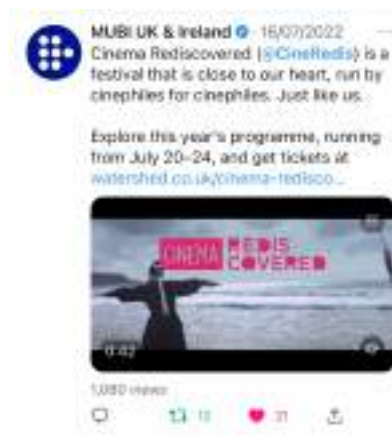 MUBI UK & Ireland 16/07/2022
Cinema Rediscovered (@CineRedis) is a
festival that is close to our heart, run by
cinephiles for cinephiles. Just like us.
Explore this year's programme, running
from July 20–24, and get tickets at
watershed.co.uk/cinema-redisco...
CINEMA REDIS
COVERED
0:42
1,080 views